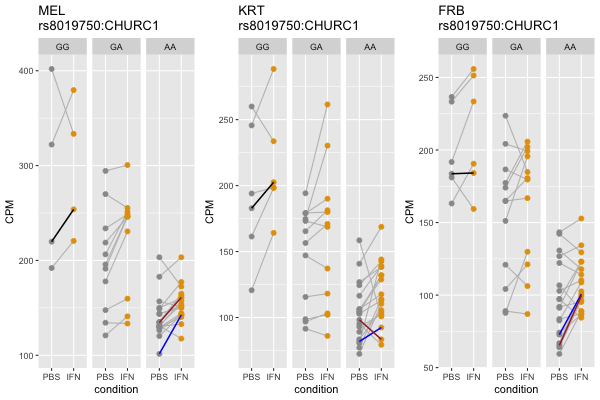 MEL
rs8019750:CHURC1
GG GA AA
CPM
400
300
200
100
PBS IFN PBS IFN PBS IFN
condition
KRT
rs8019750:CHURC1
GG GA AA
CPM
250
200
150
100
PBS IFN PBS IFN PBS IFN
condition
FRB
rs8019750:CHURC1
GG GA AA
CPM
250
200
150
100
50
PBS IFN PBS IFN PBS IFN
condition